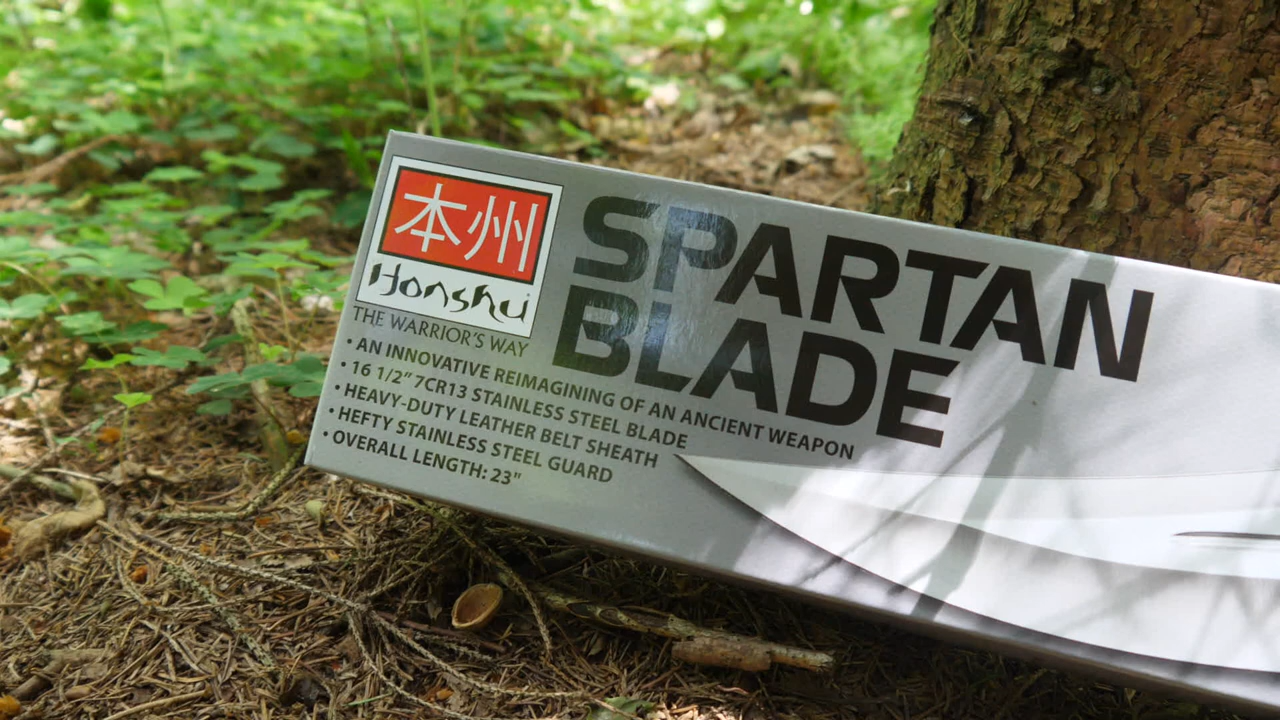 本州
Honshu
THE WARRIOR'S WAY
SPARTAN
BLADE
• AN INNOVATIVE REIMAGINING OF AN ANCIENT WEAPON
• 16 1/2" 7CR13 STAINLESS STEEL BLADE
• HEAVY-DUTY LEATHER BELT SHEATH
• HEFTY STAINLESS STEEL GUARD
• OVERALL LENGTH: 23"